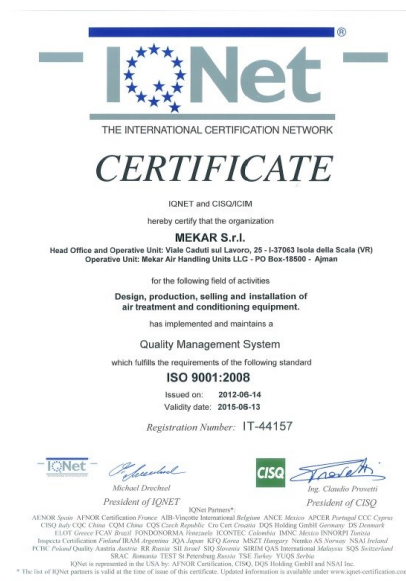 IQNet ®
THE INTERNATIONAL CERTIFICATION NETWORK
CERTIFICATE
IQNET and CISQ/ICIM
hereby certify that the organization
MEKAR S.r.l.
Head Office and Operative Unit: Viale Caduti sul Lavoro, 25 - I-37063 Isola della Scala (VR)
Operative Unit: Mekar Air Handling Units LLC - PO Box-18500 - Ajman
for the following field of activities
Design, production, selling and installation of
air treatment and conditioning equipment.
has implemented and maintains a
Quality Management System
which fulfills the requirements of the following standard
ISO 9001:2008
Issued on: 2012-06-14
Validity date: 2015-06-13
Registration Number: IT-44157
IQNet
CISQ
Michael Drechsel
Ing. Claudio Provetti
President of IQNET
President of CISQ
IQNet Partners*:
AENOR Spain AFNOR Certification France AIB-Vinçotte International Belgium ANCE Mexico APCER Portugal CCC Cyprus
CISQ Italy CQC China CQM China CQS Czech Republic Cro Cert Croatia DQS Holding GmbH Germany DS Denmark
ELOT Greece FCAV Brazil FONDONORMA Venezuela ICONTEC Colombia IMNC Mexico INNORPI Tunisia
Inspecta Certification Finland IRAM Argentina JQA Japan KFQ Korea MSZT Hungary Nemko AS Norway NSAI Ireland
PCBC Poland Quality Austria Austria RR Russia SII Israel SIQ Slovenia SIRIM QAS International Malaysia SQS Switzerland
SRAC Romania TEST St Petersburg Russia TSE Turkey YUQS Serbia
IQNet is represented in the USA by: AFNOR Certification, CISQ, DQS Holding GmbH and NSAI Inc.
* The list of IQNet partners is valid at the time of issue of this certificate. Updated information is available under www.iqnet-certification.com